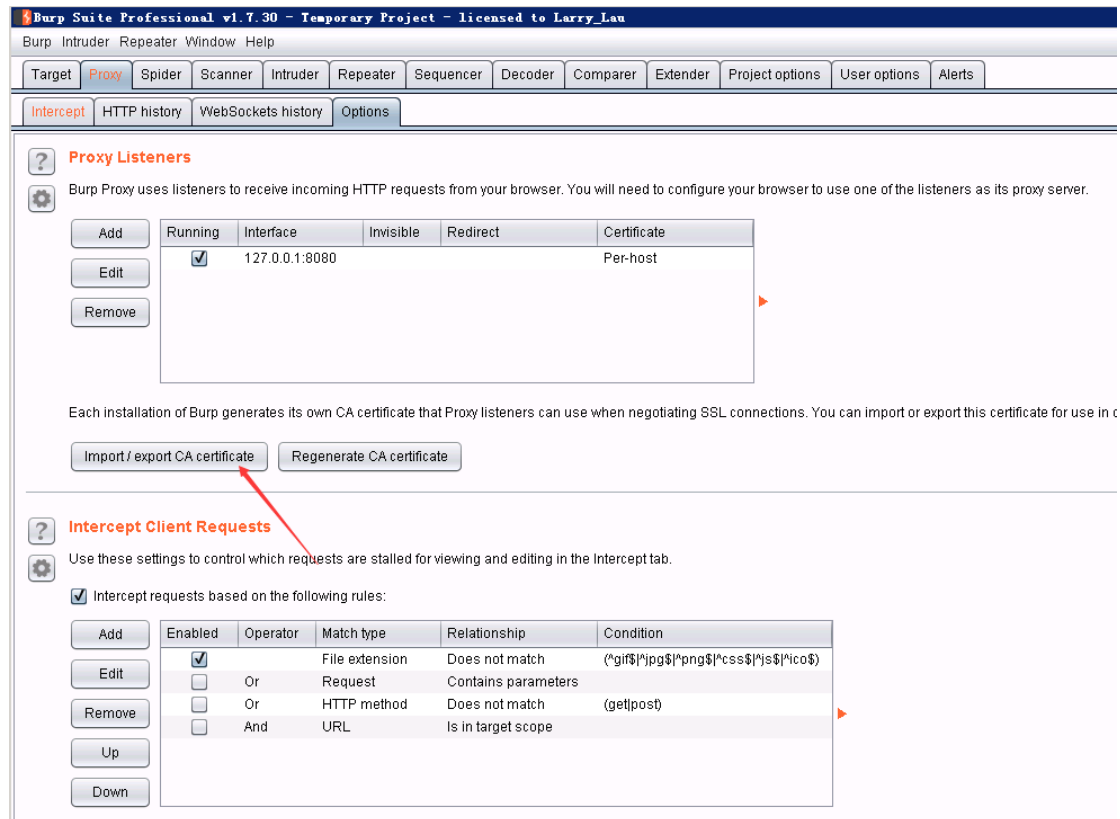 Burp Suite Professional v1.7.30 - Temporary Project - licensed to Larry_Lau
Burp Intruder Repeater Window Help
Target Proxy Spider Scanner Intruder Repeater Sequencer Decoder Comparer Extender Project options User options Alerts
Intercept HTTP history WebSockets history Options
? Proxy Listeners
Burp Proxy uses listeners to receive incoming HTTP requests from your browser. You will need to configure your browser to use one of the listeners as its proxy server.
Add Running Interface Invisible Redirect Certificate
127.0.0.1:8080 Per-host
Edit
Remove
Each installation of Burp generates its own CA certificate that Proxy listeners can use when negotiating SSL connections. You can import or export this certificate for use in
Import / export CA certificate Regenerate CA certificate
? Intercept Client Requests
Use these settings to control which requests are stalled for viewing and editing in the Intercept tab.
Intercept requests based on the following rules:
Add Enabled Operator Match type Relationship Condition
File extension Does not match (^gif$|^jpg$|^png$|^css$|^js$|^ico$)
Edit Or Request Contains parameters
Remove Or HTTP method Does not match (get|post)
And URL Is in target scope
Up
Down